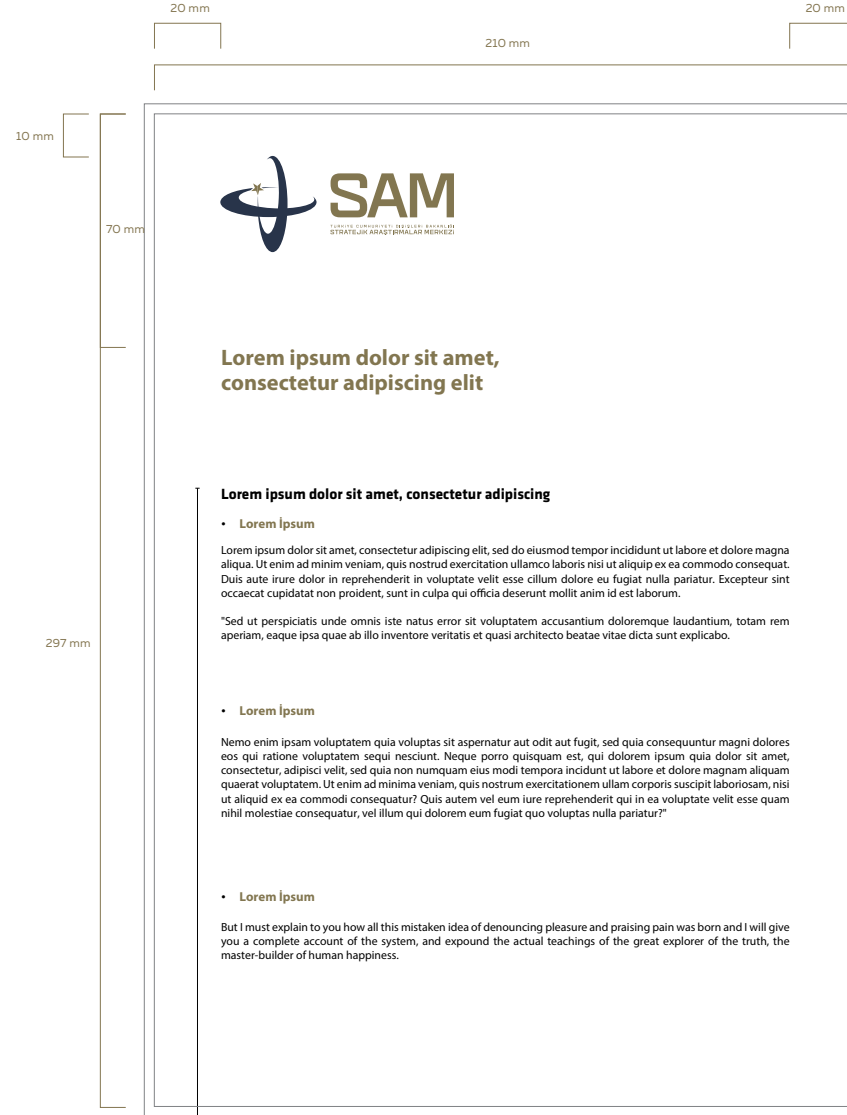 20 mm
20 mm
210 mm
10 mm
70 mm
SAM
TÜRKİYE CUMHURİYETİ DIŞİŞLERİ BAKANLIĞI
STRATEJİK ARAŞTIRMALAR MERKEZİ
Lorem ipsum dolor sit amet,
consectetur adipiscing elit
Lorem ipsum dolor sit amet, consectetur adipiscing
• Lorem İpsum
Lorem ipsum dolor sit amet, consectetur adipiscing elit, sed do eiusmod tempor incididunt ut labore et dolore magna
aliqua. Ut enim ad minim veniam, quis nostrud exercitation ullamco laboris nisi ut aliquip ex ea commodo consequat.
Duis aute irure dolor in reprehenderit in voluptate velit esse cillum dolore eu fugiat nulla pariatur. Excepteur sint
occaecat cupidatat non proident, sunt in culpa qui officia deserunt mollit anim id est laborum.
"Sed ut perspiciatis unde omnis iste natus error sit voluptatem accusantium doloremque laudantium, totam rem
aperiam, eaque ipsa quae ab illo inventore veritatis et quasi architecto beatae vitae dicta sunt explicabo.
297 mm
• Lorem İpsum
Nemo enim ipsam voluptatem quia voluptas sit aspernatur aut odit aut fugit, sed quia consequuntur magni dolores
eos qui ratione voluptatem sequi nesciunt. Neque porro quisquam est, qui dolorem ipsum quia dolor sit amet,
consectetur, adipisci velit, sed quia non numquam eius modi tempora incidunt ut labore et dolore magnam aliquam
quaerat voluptatem. Ut enim ad minima veniam, quis nostrum exercitationem ullam corporis suscipit laboriosam, nisi
ut aliquid ex ea commodi consequatur? Quis autem vel eum iure reprehenderit qui in ea voluptate velit esse quam
nihil molestiae consequatur, vel illum qui dolorem eum fugiat quo voluptas nulla pariatur?"
• Lorem İpsum
But I must explain to you how all this mistaken idea of denouncing pleasure and praising pain was born and I will give
you a complete account of the system, and expound the actual teachings of the great explorer of the truth, the
master-builder of human happiness.